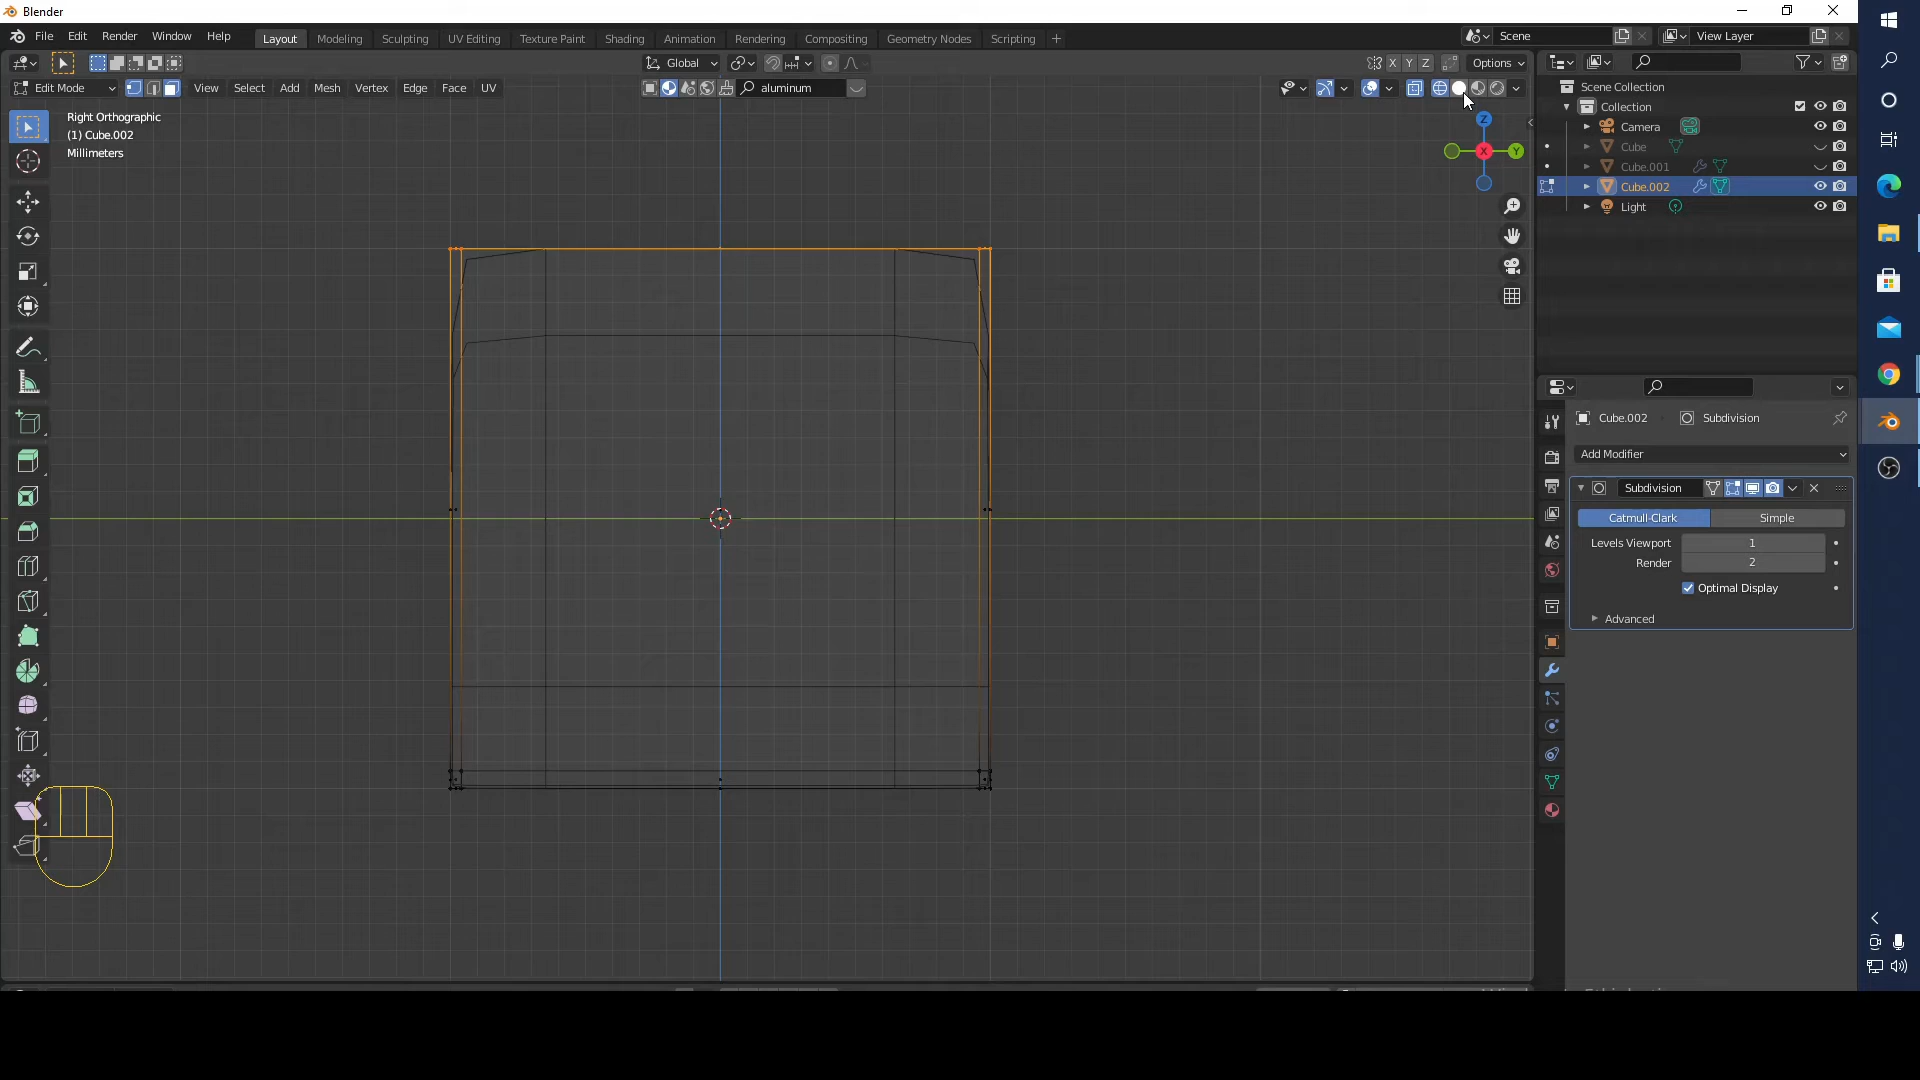 Blender
File Edit Render Window Help Layout Modeling Sculpting UV Editing Texture Paint Shading Animation Rendering Compositing Geometry Nodes Scripting + Scene View Layer
Global X Y Z Options
Edit Mode View Select Add Mesh Vertex Edge Face UV aluminum
Right Orthographic
(1) Cube.002
Millimeters
Z
X
Y
Scene Collection
Collection
Camera
Cube
Cube.001
Cube.002
Light
Cube.002 Subdivision
Add Modifier
Subdivision
Catmull-Clark Simple
Levels Viewport 1
Render 2
Optimal Display
Advanced